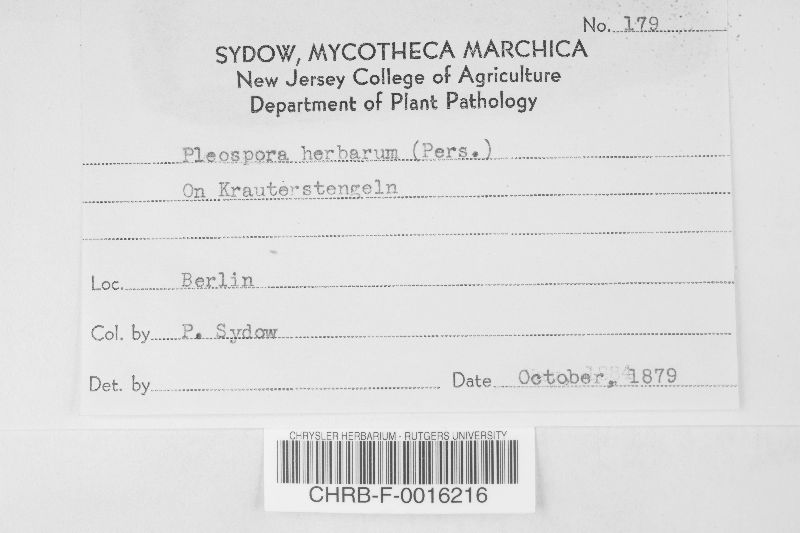 No. 179
SYDOW, MYCOTHECA MARCHICA
New Jersey College of Agriculture
Department of Plant Pathology
Pleospora herbarum (Pers.)
On Krauterstengeln
Loc. Berlin
Col. by P. Sydow
Det. by
Date October, 1879
CHRYSLER HERBARIUM - RUTGERS UNIVERSITY
CHRB-F-0016216